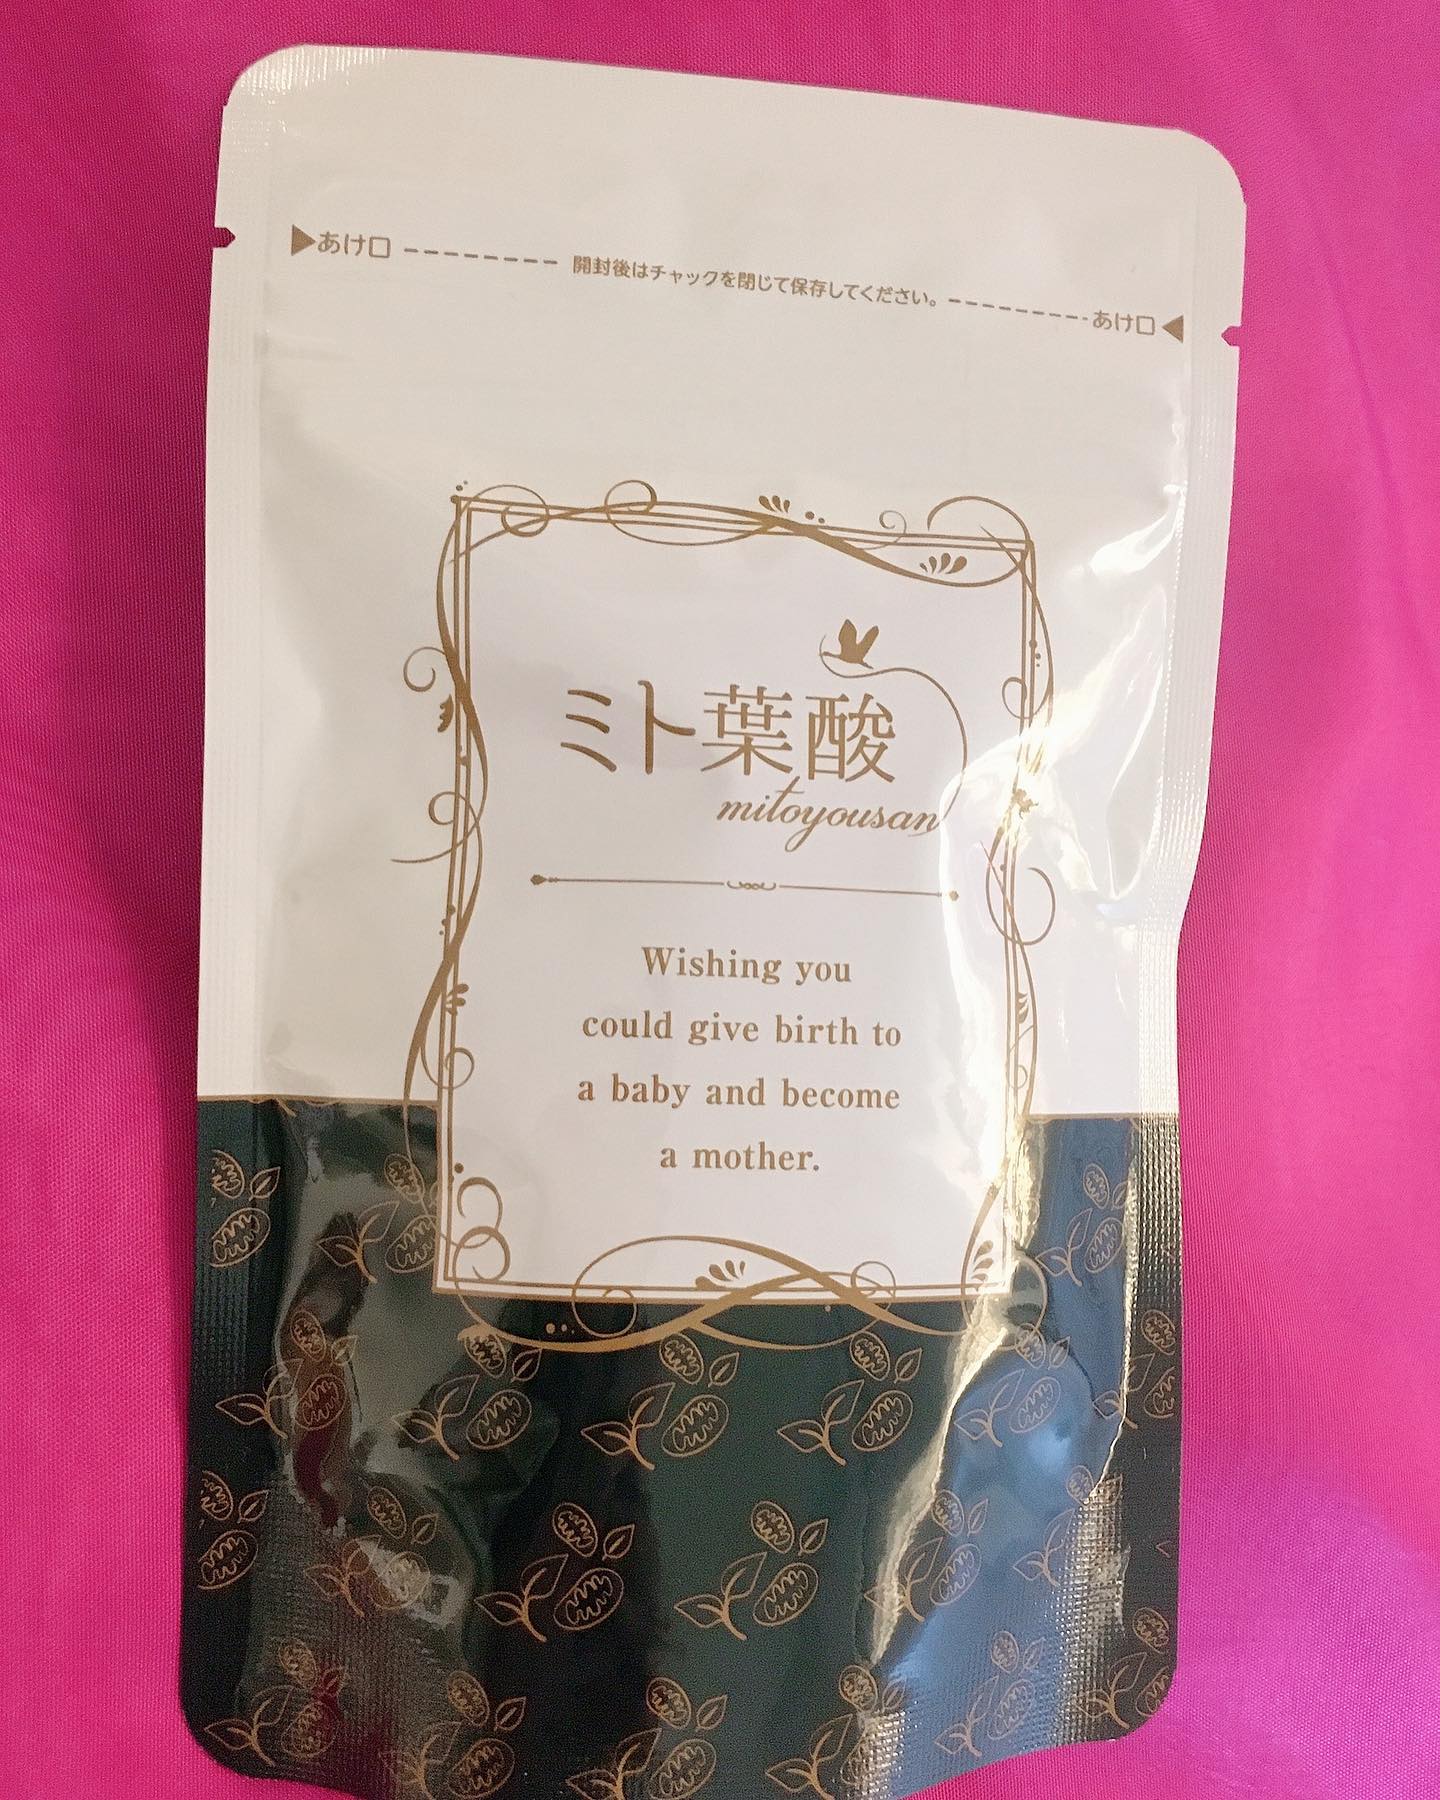 あけ口 開封後はチャックを閉じて保存してください。 あけ口
ミト葉酸
mitoyousan
Wishing you
could give birth to
a baby and become
a mother.